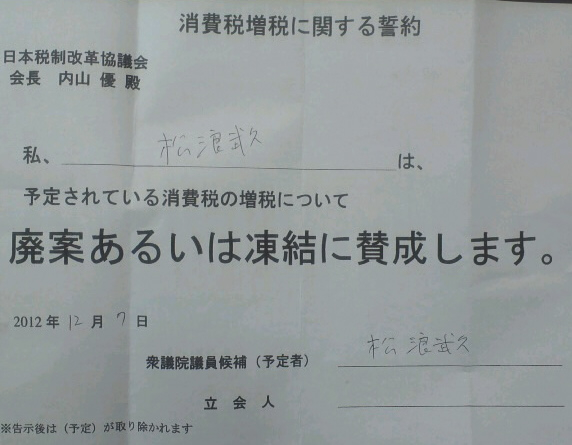 消費税増税に関する誓約
日本税制改革協議会
会長 内山 優 殿
私、 松浪武久 は、
予定されている消費税の増税について
廃案あるいは凍結に賛成します。
2012 年 12 月 7 日
衆議院議員候補（予定者） 松浪武久
立 会 人
※告示後は（予定）が取り除かれます